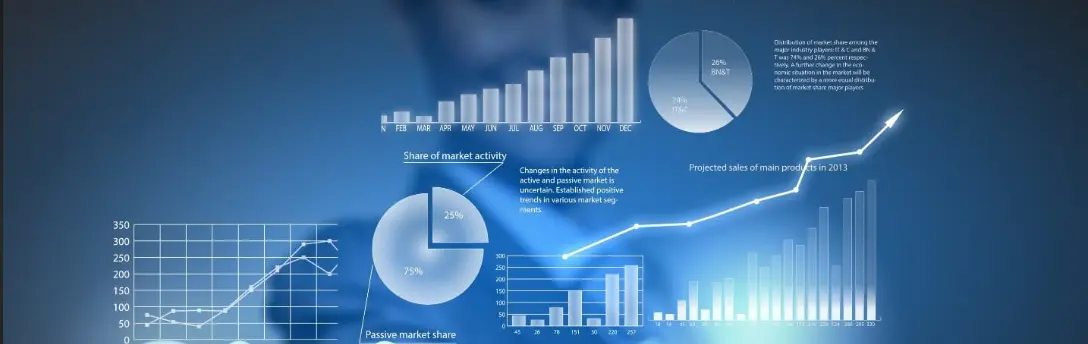 N FEB MAR APR MAY JUN JUL AUG SEP OCT NOV DEC
26%
BN&T
74%
Distribution of market share among the
major industry players
T was 74% and 26% percent respec-
tively. A further change in the eco-
nomic situation in the market will be
characterized by a more equal distribu-
tion of market share major players.
Share of market activity
25%
75%
Passive market share
Changes in the activity of the
active and passive market is
uncertain. Established positive
trends in various market seg-
ments.
Projected sales of main products in 2013
350
300
250
200
150
100
50
0
300
250
200
150
100
50
0
45 26 78 151 30 220 257